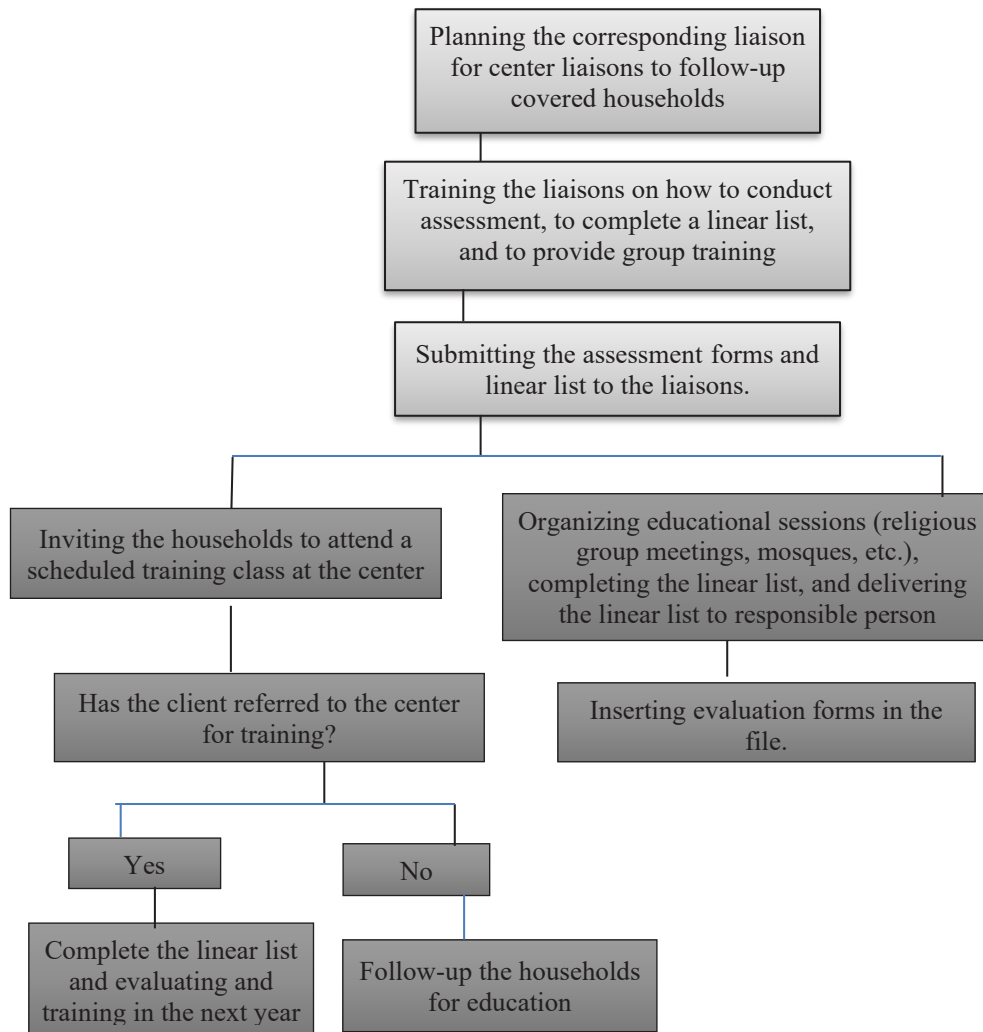 Planning the corresponding liaison
for center liaisons to follow-up
covered households
Training the liaisons on how to conduct
assessment, to complete a linear list,
and to provide group training
Submitting the assessment forms and
linear list to the liaisons.
Inviting the households to attend a
scheduled training class at the center
Organizing educational sessions (religious
group meetings, mosques, etc.),
completing the linear list, and delivering
the linear list to responsible person
Has the client referred to the center
for training?
Inserting evaluation forms in the
file.
Yes
No
Complete the linear list
and evaluating and
training in the next year
Follow-up the households
for education